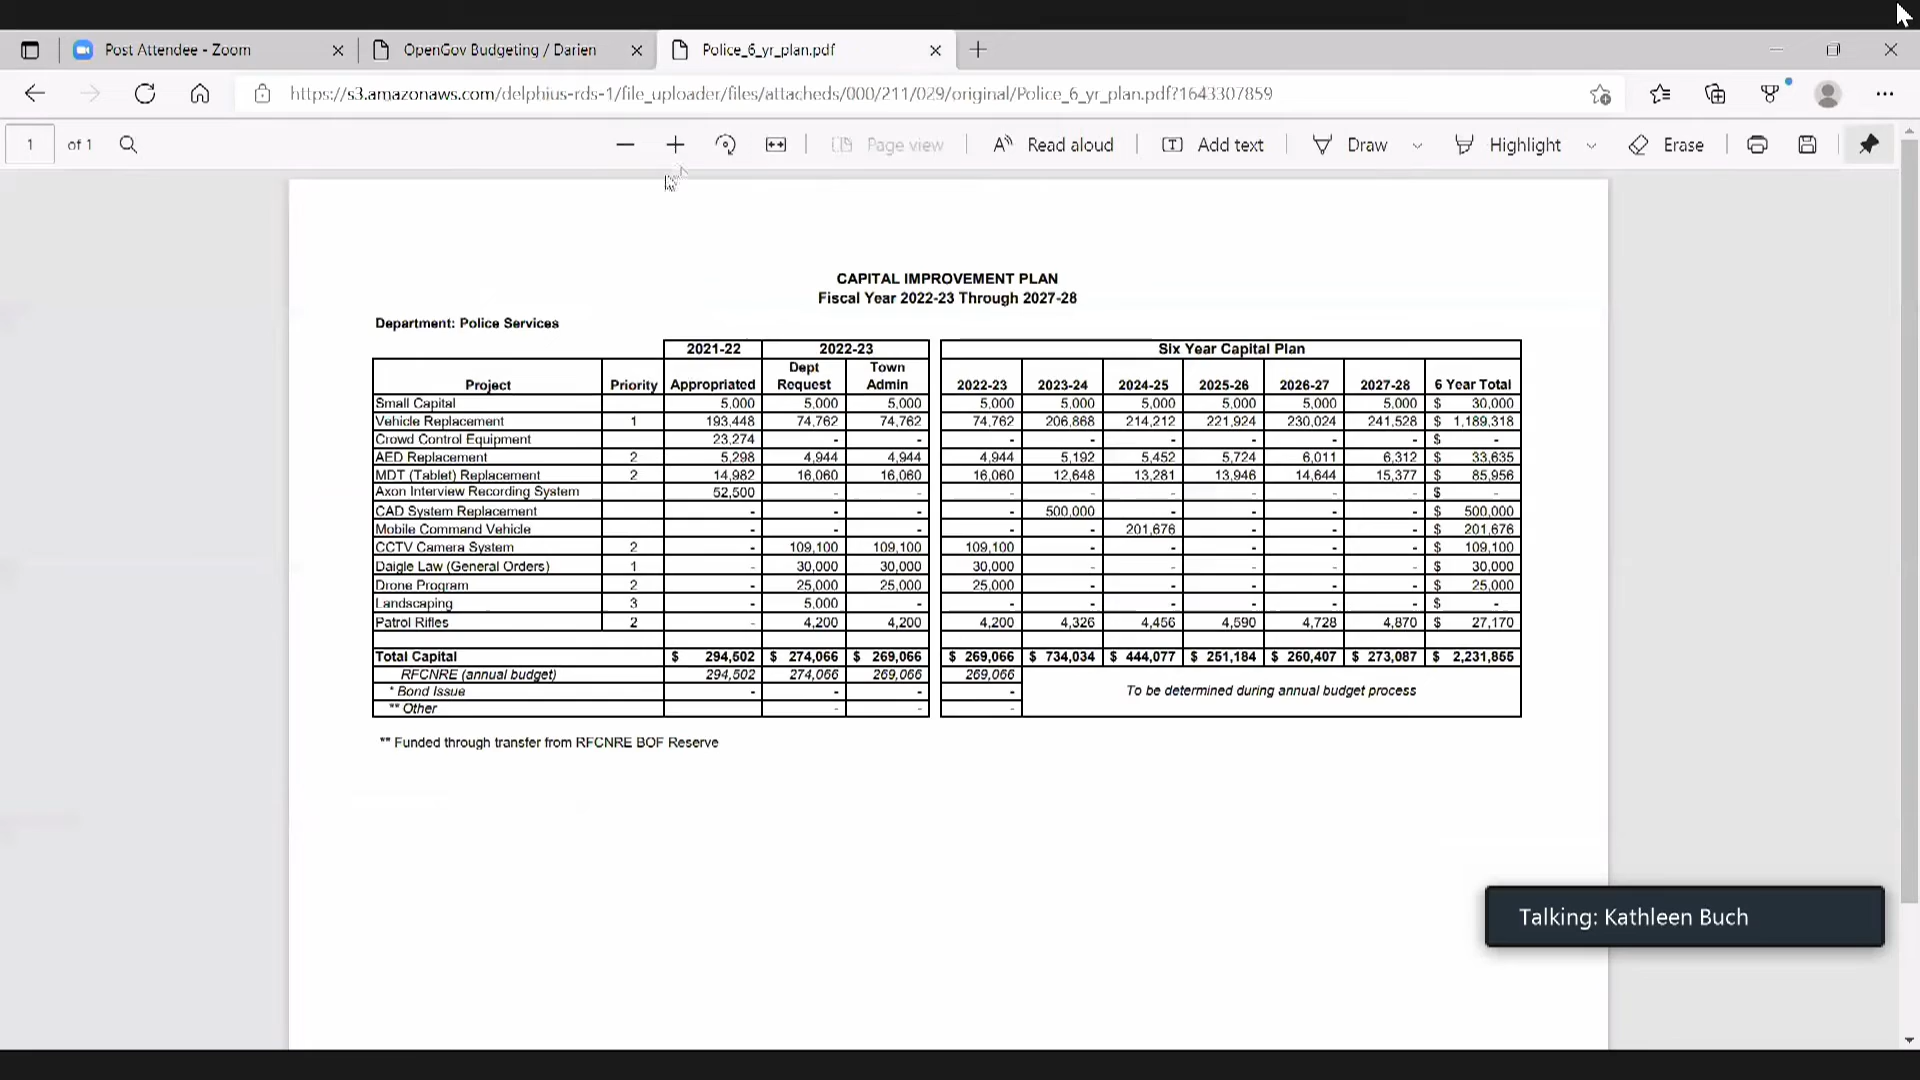 Post Attendee - Zoom
OpenGov Budgeting / Darien
Police_6_yr_plan.pdf
https://s3.amazonaws.com/delphius-rds-1/file_uploader/files/attacheds/000/211/029/original/Police_6_yr_plan.pdf?1643307859
1 of 1 Page view Read aloud Add text Draw Highlight Erase
CAPITAL IMPROVEMENT PLAN
Fiscal Year 2022-23 Through 2027-28
Department: Police Services
2021-22 2022-23 Six Year Capital Plan
Dept Town
Project Priority Appropriated Request Admin 2022-23 2023-24 2024-25 2025-26 2026-27 2027-28 6 Year Total
Small Capital 5,000 5,000 5,000 5,000 5,000 5,000 5,000 5,000 5,000 $ 30,000
Vehicle Replacement 1 193,448 74,762 74,762 74,762 206,868 214,212 221,924 230,024 241,528 $ 1,189,318
Crowd Control Equipment 23,274 - - - - - - - - $ -
AED Replacement 2 5,298 4,944 4,944 4,944 5,192 5,452 5,724 6,011 6,312 $ 33,635
MDT (Tablet) Replacement 2 14,982 16,060 16,060 16,060 12,648 13,281 13,946 14,644 15,377 $ 85,956
Axon Interview Recording System 52,500 - - - - - - - - $ -
CAD System Replacement - - - - 500,000 - - - - $ 500,000
Mobile Command Vehicle - - - - - 201,676 - - - $ 201,676
CCTV Camera System 2 - 109,100 109,100 109,100 - - - - - $ 109,100
Daigle Law (General Orders) 1 - 30,000 30,000 30,000 - - - - - $ 30,000
Drone Program 2 - 25,000 25,000 25,000 - - - - - $ 25,000
Landscaping 3 - 5,000 - - - - - - - $ -
Patrol Rifles 2 - 4,200 4,200 4,200 4,326 4,456 4,590 4,728 4,870 $ 27,170
Total Capital $ 294,502 $ 274,066 $ 269,066 $ 269,066 $ 734,034 $ 444,077 $ 251,184 $ 260,407 $ 273,087 $ 2,231,855
RFCNRE (annual budget) 294,502 274,066 269,066 269,066
* Bond Issue - - - - To be determined during annual budget process
** Other - - -
** Funded through transfer from RFCNRE BOF Reserve
Talking: Kathleen Buch